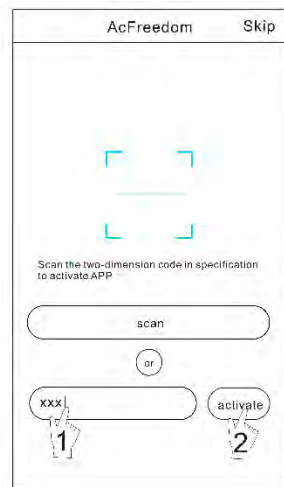 AcFreedom Skip
Scan the two-dimension code in specification
to activate APP
scan
or
xxx activate
1 2